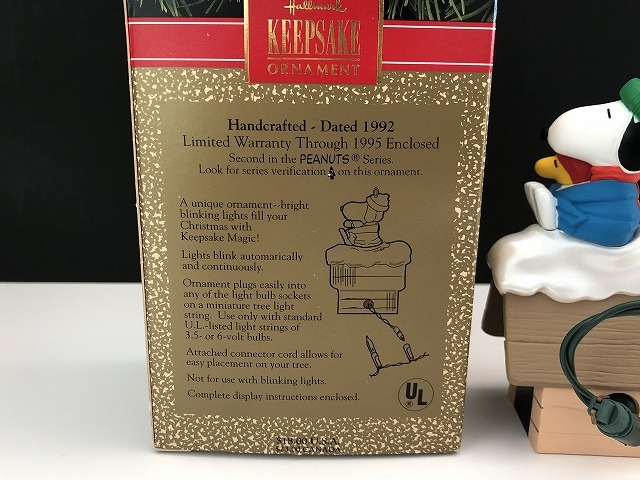 Hallmark
KEEPSAKE
ORNAMENT
Handcrafted - Dated 1992
Limited Warranty Through 1995 Enclosed
Second in the PEANUTS® Series.
Look for series verification on this ornament.
A unique ornament--bright
blinking lights fill your
Christmas with
Keepsake Magic!
Lights blink automatically
and continuously.
Ornament plugs easily into
any of the light bulb sockets
on a miniature tree light
string. Use only with standard
U.L.-listed light strings of
3.5- or 6-volt bulbs.
Attached connector cord allows for
easy placement on your tree.
Not for use with blinking lights.
Complete display instructions enclosed.
UL ®
$18.00 U.S.A.
CANADA